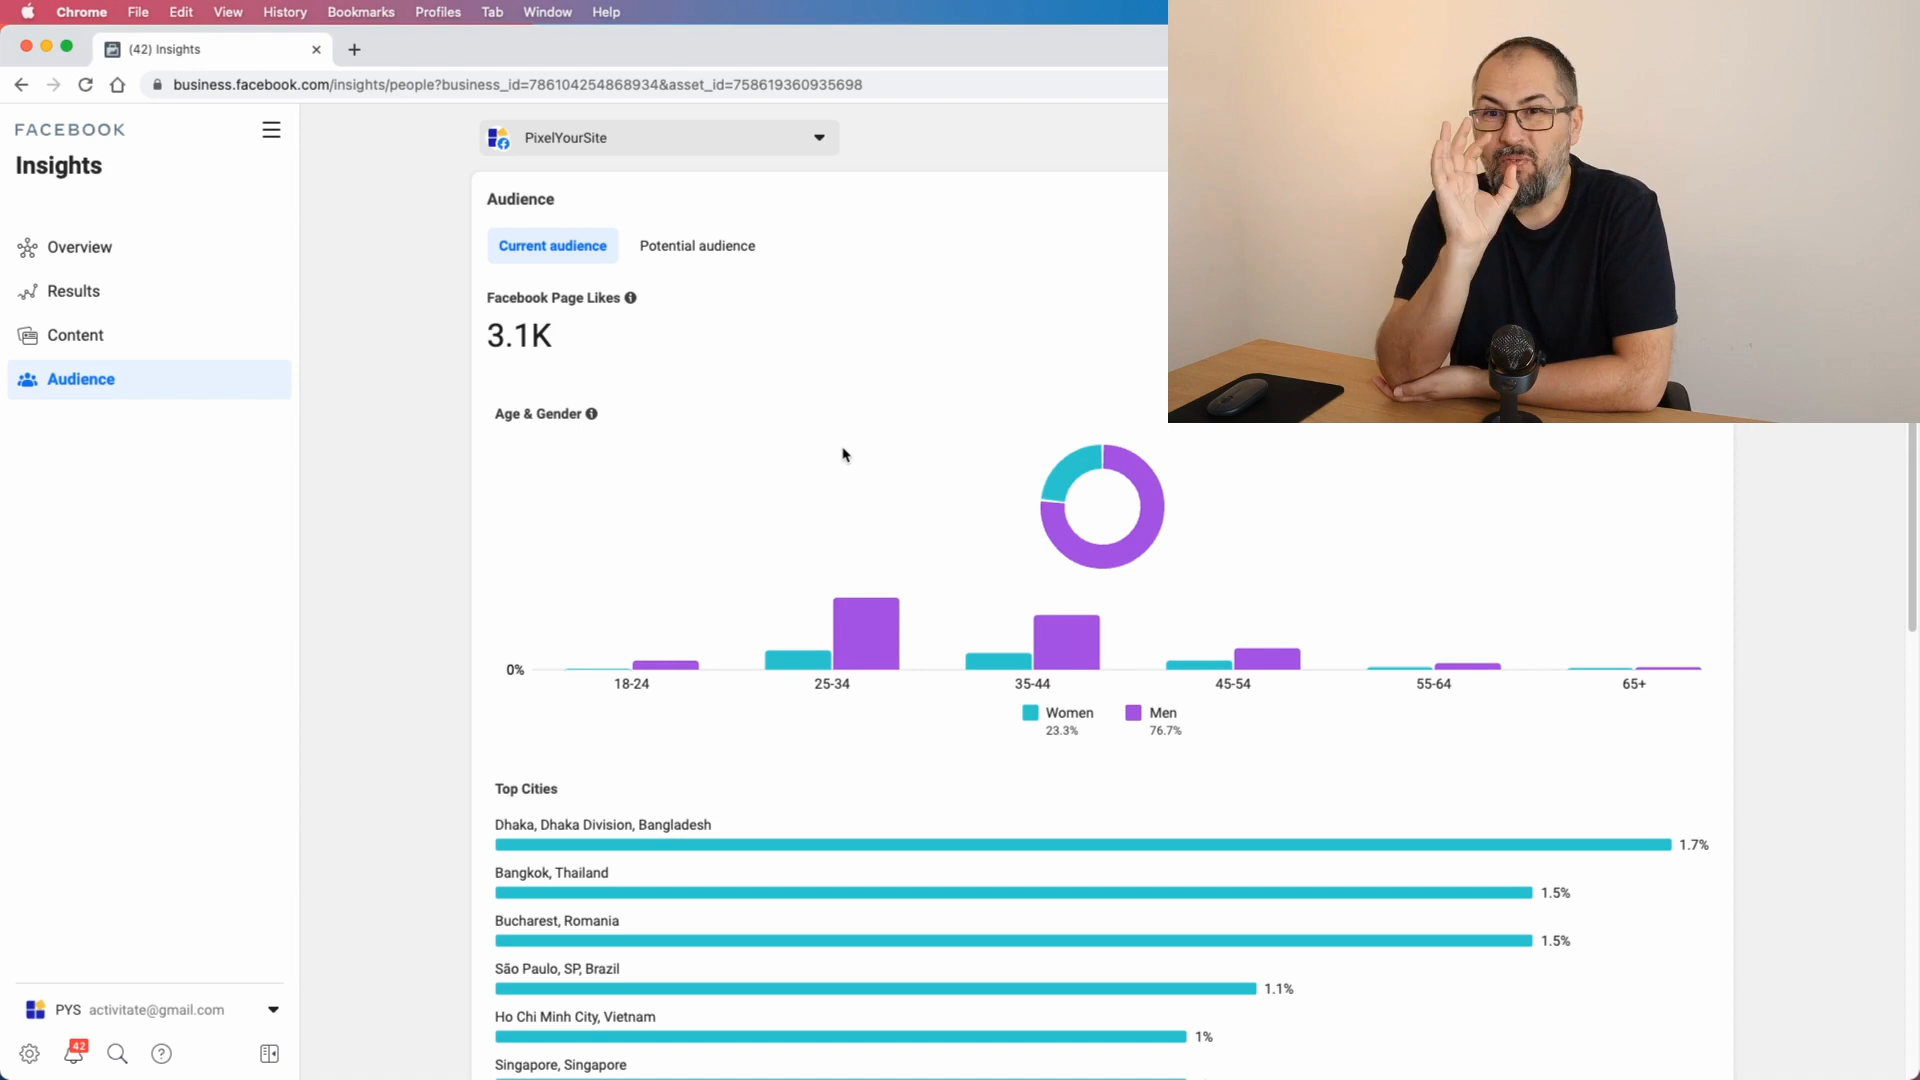 Chrome File Edit View History Bookmarks Profiles Tab Window Help
(42) Insights
business.facebook.com/insights/people?business_id=786104254868934&asset_id=758619360935698
FACEBOOK
Insights
Overview
Results
Content
Audience
PYS activitate@gmail.com
42
PixelYourSite
Audience
Current audience Potential audience
Facebook Page Likes
3.1K
Age & Gender
0%
18-24 25-34 35-44 45-54 55-64 65+
Women Men
23.3% 76.7%
Top Cities
Dhaka, Dhaka Division, Bangladesh
1.7%
Bangkok, Thailand
1.5%
Bucharest, Romania
1.5%
São Paulo, SP, Brazil
1.1%
Ho Chi Minh City, Vietnam
1%
Singapore, Singapore